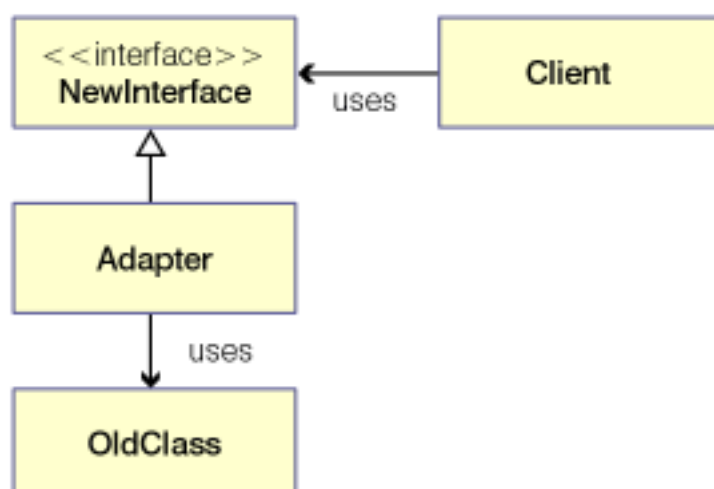 <<interface>>
NewInterface
Client
uses
Adapter
uses
OldClass